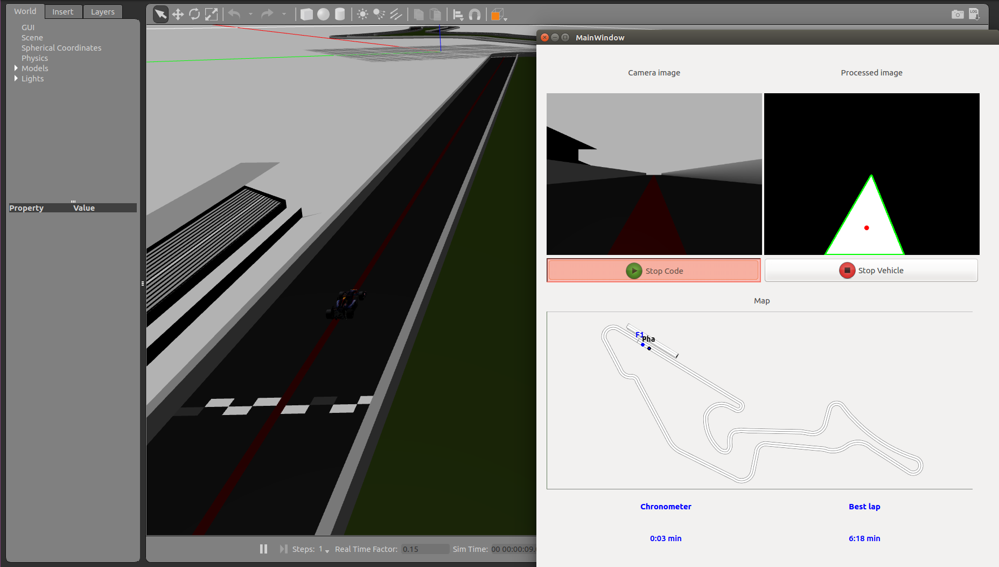 World Insert Layers
GUI
Scene
Spherical Coordinates
Physics
Models
Lights
Property Value
LOG
Steps: 1 Real Time Factor: 0.15 Sim Time: 00 00:00:09.
MainWindow
Camera image Processed image
Stop Code Stop Vehicle
Map
F1
Pha
Chronometer Best lap
0:03 min 6:18 min